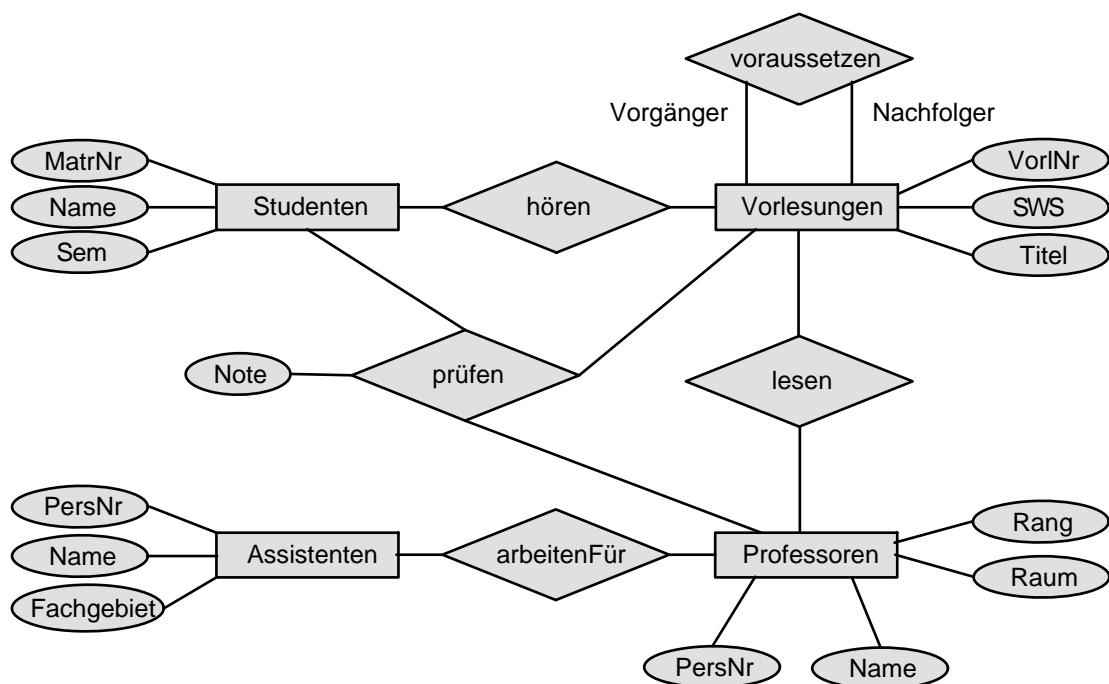 voraussetzen
Vorgänger
Nachfolger
MatrNr
Name
Sem
Studenten
hören
Vorlesungen
VorlNr
SWS
Titel
Note
prüfen
lesen
PersNr
Name
Fachgebiet
Assistenten
arbeitenFür
Professoren
Rang
Raum
PersNr
Name